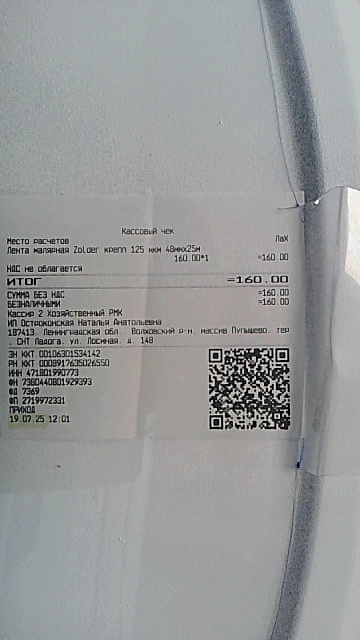 Кассовый чек
Место расчетов ЛаХ
Лента малярная Zolder крепп 125 мкм 48ммх25м
160.00*1 =160.00
НДС не облагается
ИТОГ =160.00
СУММА БЕЗ НДС =160.00
БЕЗНАЛИЧНЫМИ =160.00
Кассир 2 Хозяйственный РМК
ИП Остроконская Наталья Анатольевна
187413, Ленинградская обл., Волховский р-н, массив Пупышево, тер
. СНТ Ладога, ул. Лосиная, д. 148
ЗН ККТ 00106301534142
РН ККТ 0008917635026550
ИНН 471801990773
ФН 7380440801929393
ФД 7369
ФП 2719972331
ПРИХОД
19.07.25 12:01